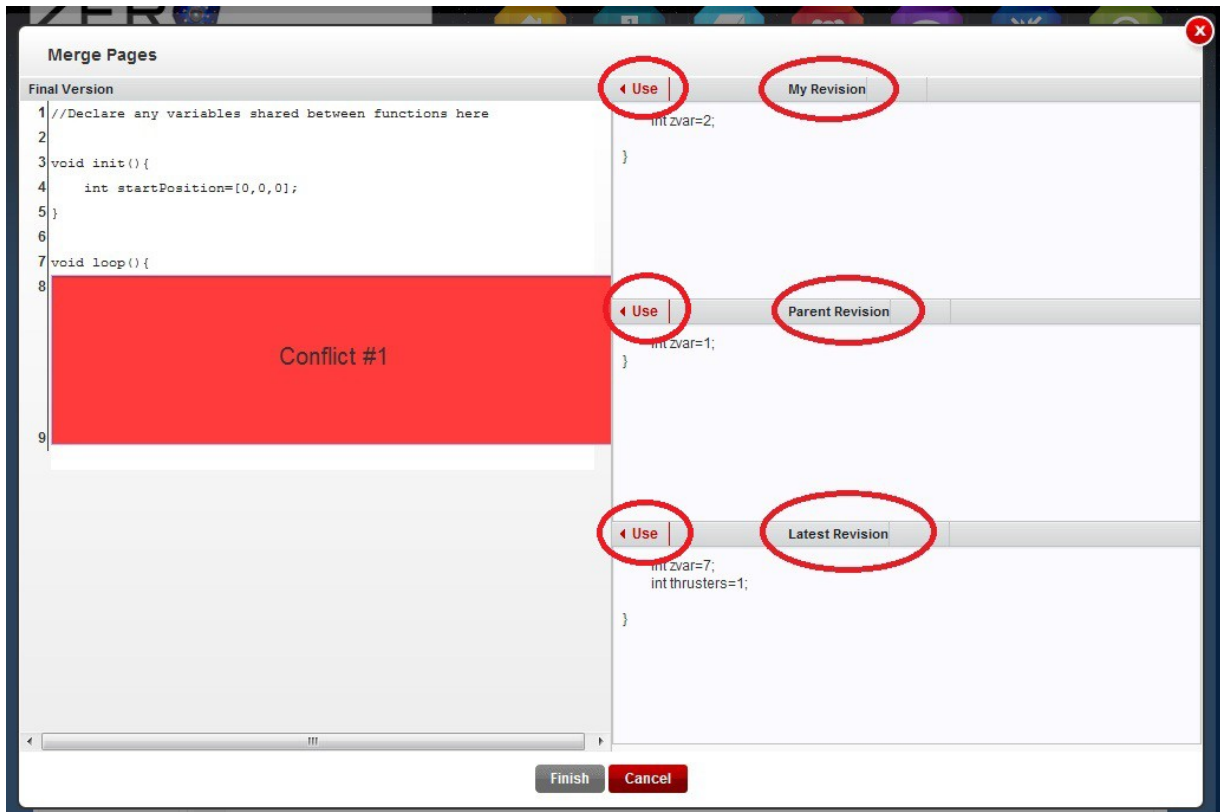 ZERO
Merge Pages
Final Version
1 //Declare any variables shared between functions here
2
3 void init(){
4 int startPosition=[0,0,0];
5 }
6
7 void loop(){
8
Conflict #1
9
Use My Revision
int zvar=2;
}
Use Parent Revision
int zvar=1;
}
Use Latest Revision
int zvar=7;
int thrusters=1;
}
Finish Cancel